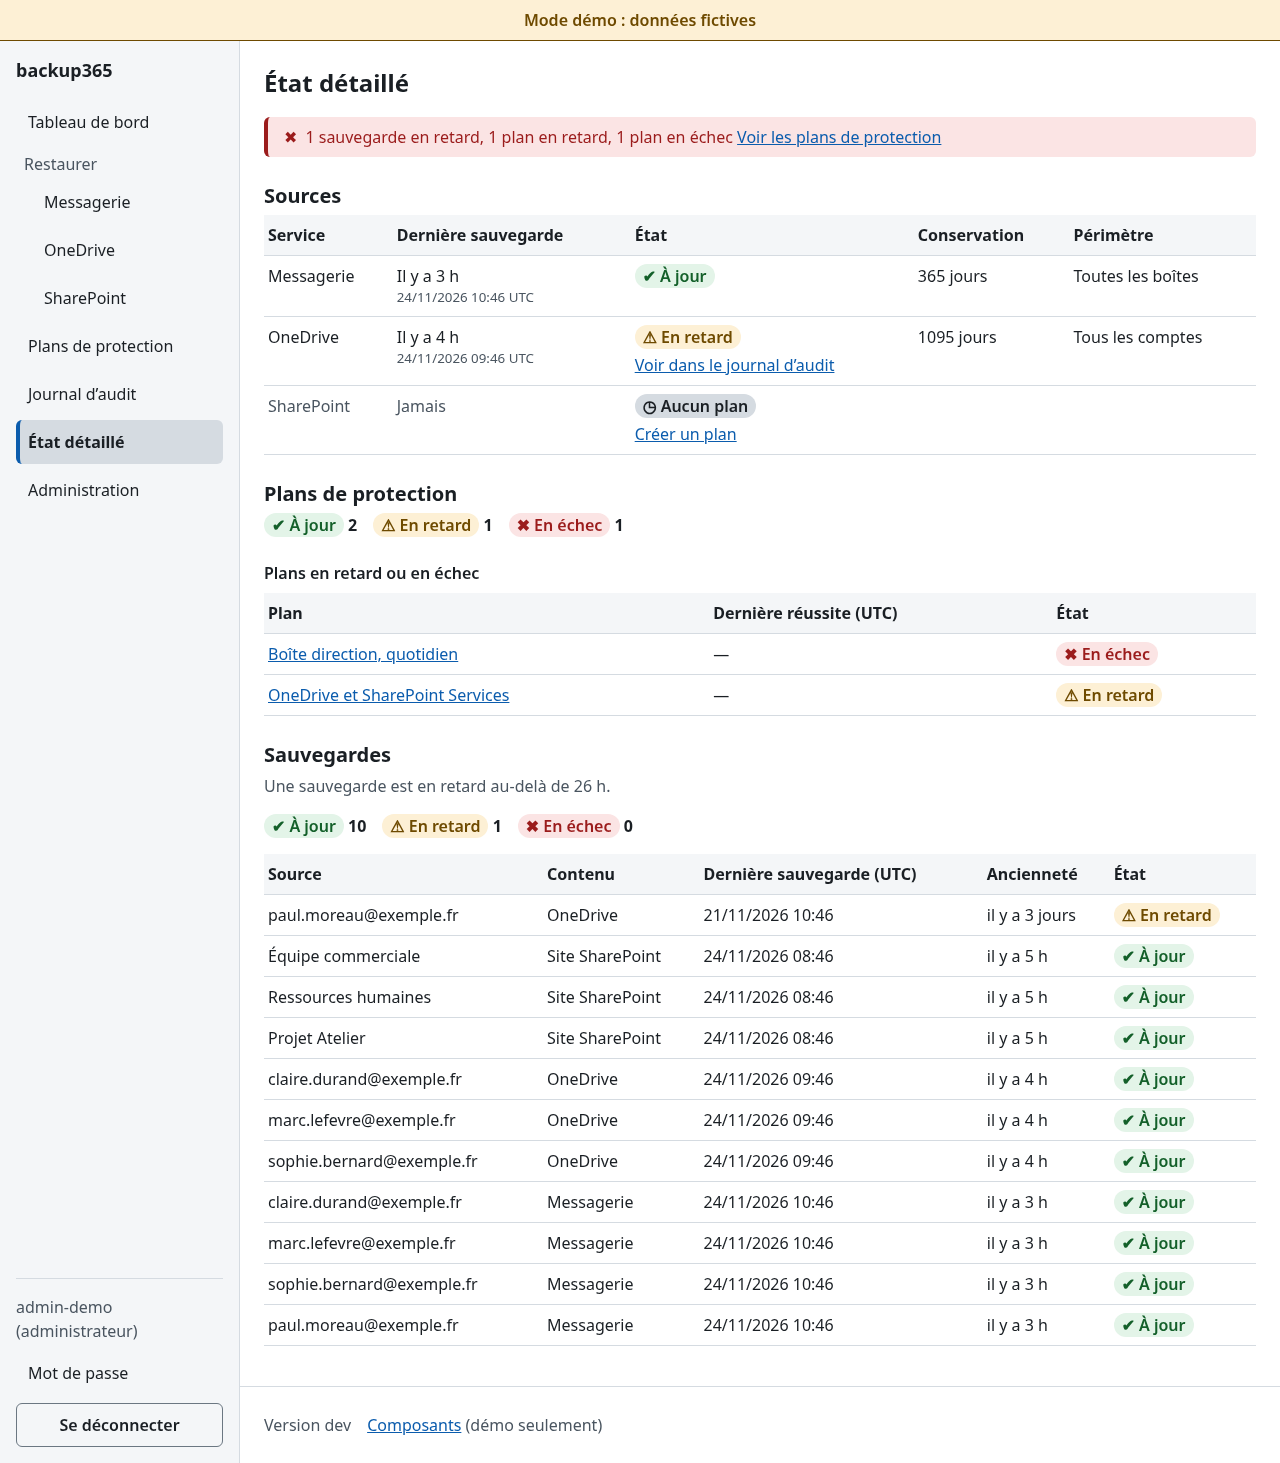 Mode démo : données fictives
backup365
Tableau de bord
Restaurer
Messagerie
OneDrive
SharePoint
Plans de protection
Journal d’audit
État détaillé
Administration
admin-demo
(administrateur)
Mot de passe
Se déconnecter
État détaillé
✖ 1 sauvegarde en retard, 1 plan en retard, 1 plan en échec Voir les plans de protection
Sources
Service Dernière sauvegarde État Conservation Périmètre
Messagerie Il y a 3 h ✔ À jour 365 jours Toutes les boîtes
24/11/2026 10:46 UTC
OneDrive Il y a 4 h ⚠ En retard 1095 jours Tous les comptes
24/11/2026 09:46 UTC Voir dans le journal d’audit
SharePoint Jamais ◷ Aucun plan
Créer un plan
Plans de protection
✔ À jour 2 ⚠ En retard 1 ✖ En échec 1
Plans en retard ou en échec
Plan Dernière réussite (UTC) État
Boîte direction, quotidien — ✖ En échec
OneDrive et SharePoint Services — ⚠ En retard
Sauvegardes
Une sauvegarde est en retard au-delà de 26 h.
✔ À jour 10 ⚠ En retard 1 ✖ En échec 0
Source Contenu Dernière sauvegarde (UTC) Ancienneté État
paul.moreau@exemple.fr OneDrive 21/11/2026 10:46 il y a 3 jours ⚠ En retard
Équipe commerciale Site SharePoint 24/11/2026 08:46 il y a 5 h ✔ À jour
Ressources humaines Site SharePoint 24/11/2026 08:46 il y a 5 h ✔ À jour
Projet Atelier Site SharePoint 24/11/2026 08:46 il y a 5 h ✔ À jour
claire.durand@exemple.fr OneDrive 24/11/2026 09:46 il y a 4 h ✔ À jour
marc.lefevre@exemple.fr OneDrive 24/11/2026 09:46 il y a 4 h ✔ À jour
sophie.bernard@exemple.fr OneDrive 24/11/2026 09:46 il y a 4 h ✔ À jour
claire.durand@exemple.fr Messagerie 24/11/2026 10:46 il y a 3 h ✔ À jour
marc.lefevre@exemple.fr Messagerie 24/11/2026 10:46 il y a 3 h ✔ À jour
sophie.bernard@exemple.fr Messagerie 24/11/2026 10:46 il y a 3 h ✔ À jour
paul.moreau@exemple.fr Messagerie 24/11/2026 10:46 il y a 3 h ✔ À jour
Version dev Composants (démo seulement)